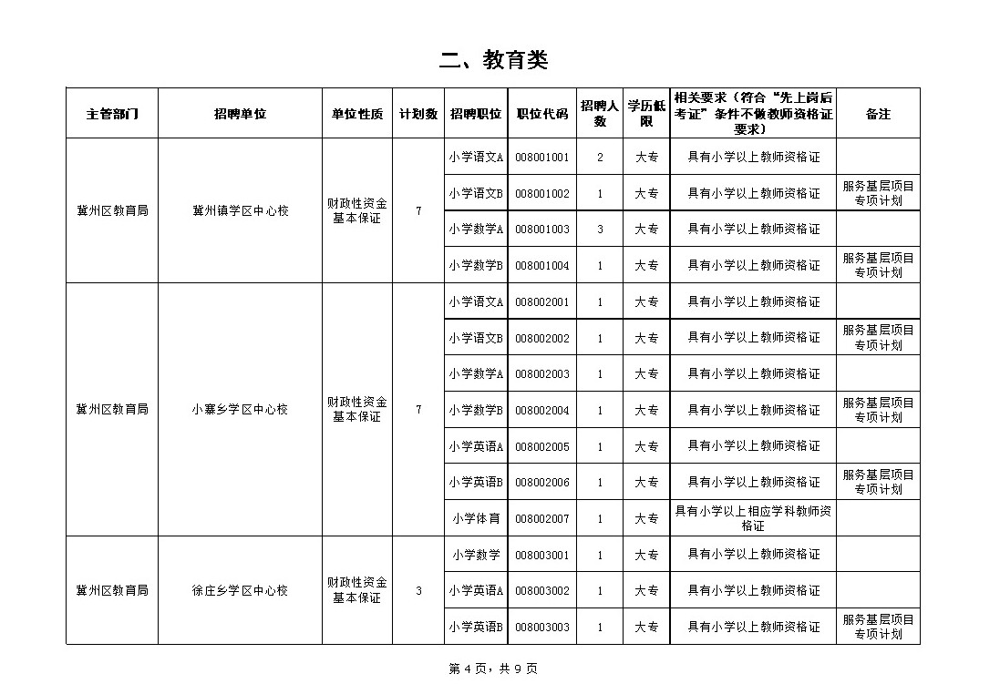 二、教育类
主管部门 招聘单位 单位性质 计划数 招聘职位 职位代码 招聘人数 学历低限 相关要求（符合“先上岗后考证”条件不做教师资格证要求） 备注
冀州区教育局 冀州镇学区中心校 财政性资金基本保证 7 小学语文A 008001001 2 大专 具有小学以上教师资格证
小学语文B 008001002 1 大专 具有小学以上教师资格证 服务基层项目专项计划
小学数学A 008001003 3 大专 具有小学以上教师资格证
小学数学B 008001004 1 大专 具有小学以上教师资格证 服务基层项目专项计划
冀州区教育局 小寨乡学区中心校 财政性资金基本保证 7 小学语文A 008002001 1 大专 具有小学以上教师资格证
小学语文B 008002002 1 大专 具有小学以上教师资格证 服务基层项目专项计划
小学数学A 008002003 1 大专 具有小学以上教师资格证
小学数学B 008002004 1 大专 具有小学以上教师资格证 服务基层项目专项计划
小学英语A 008002005 1 大专 具有小学以上教师资格证
小学英语B 008002006 1 大专 具有小学以上教师资格证 服务基层项目专项计划
小学体育 008002007 1 大专 具有小学以上相应学科教师资格证
冀州区教育局 徐庄乡学区中心校 财政性资金基本保证 3 小学数学 008003001 1 大专 具有小学以上教师资格证
小学英语A 008003002 1 大专 具有小学以上教师资格证
小学英语B 008003003 1 大专 具有小学以上教师资格证 服务基层项目专项计划
第 4 页，共 9 页